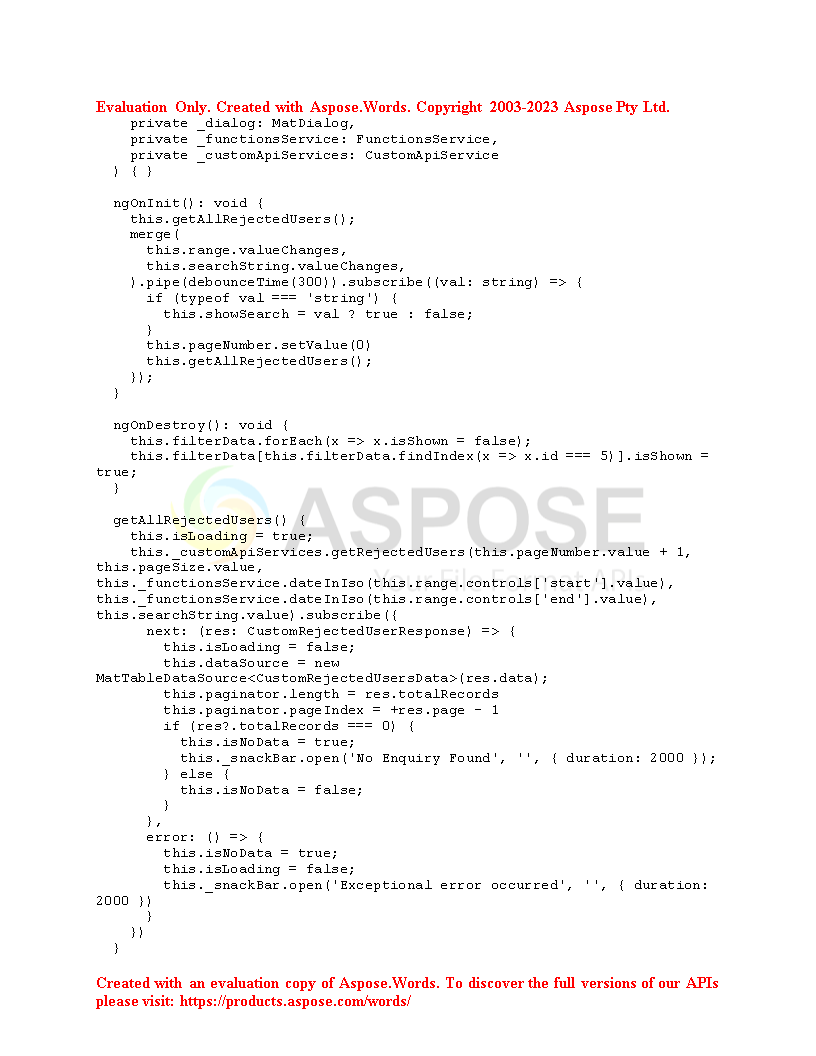 Evaluation Only. Created with Aspose.Words. Copyright 2003-2023 Aspose Pty Ltd.
    private _dialog: MatDialog,
    private _functionsService: FunctionsService,
    private _customApiServices: CustomApiService
  ) { }

  ngOnInit(): void {
    this.getAllRejectedUsers();
    merge(
      this.range.valueChanges,
      this.searchString.valueChanges,
    ).pipe(debounceTime(300)).subscribe((val: string) => {
      if (typeof val === 'string') {
        this.showSearch = val ? true : false;
      }
      this.pageNumber.setValue(0)
      this.getAllRejectedUsers();
    });
  }

  ngOnDestroy(): void {
    this.filterData.forEach(x => x.isShown = false);
    this.filterData[this.filterData.findIndex(x => x.id === 5)].isShown =
true;
  }

  getAllRejectedUsers() {
    this.isLoading = true;
    this._customApiServices.getRejectedUsers(this.pageNumber.value + 1,
this.pageSize.value,
this._functionsService.dateInIso(this.range.controls['start'].value),
this._functionsService.dateInIso(this.range.controls['end'].value),
this.searchString.value).subscribe({
      next: (res: CustomRejectedUserResponse) => {
        this.isLoading = false;
        this.dataSource = new
MatTableDataSource<CustomRejectedUsersData>(res.data);
        this.paginator.length = res.totalRecords
        this.paginator.pageIndex = +res.page - 1
        if (res?.totalRecords === 0) {
          this.isNoData = true;
          this._snackBar.open('No Enquiry Found', '', { duration: 2000 });
        } else {
          this.isNoData = false;
        }
      },
      error: () => {
        this.isNoData = true;
        this.isLoading = false;
        this._snackBar.open('Exceptional error occurred', '', { duration:
2000 })
      }
    })
  }
ASPOSE
Your File Format APIs
Created with an evaluation copy of Aspose.Words. To discover the full versions of our APIs
please visit: https://products.aspose.com/words/